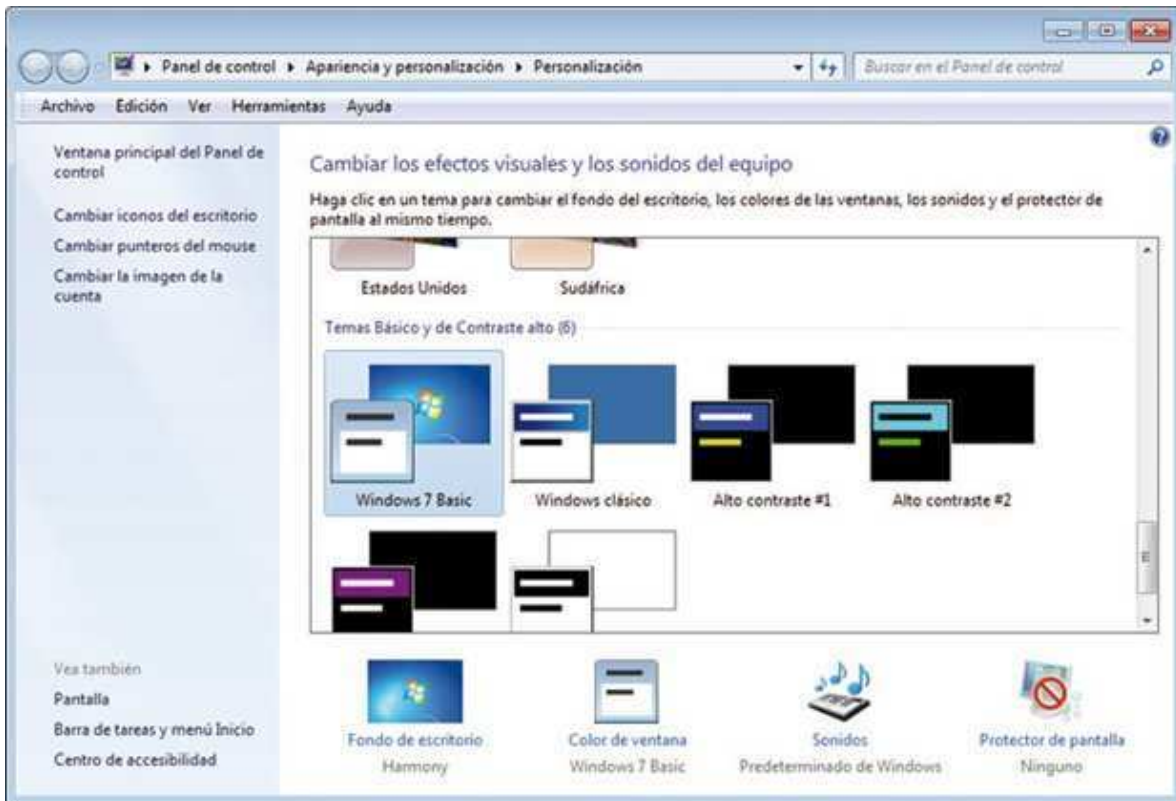 Panel de control ▸ Apariencia y personalización ▸ Personalización
Buscar en el Panel de control
Archivo Edición Ver Herramientas Ayuda
Ventana principal del Panel de
control
Cambiar iconos del escritorio
Cambiar punteros del mouse
Cambiar la imagen de la
cuenta
Cambiar los efectos visuales y los sonidos del equipo
Haga clic en un tema para cambiar el fondo del escritorio, los colores de las ventanas, los sonidos y el protector de
pantalla al mismo tiempo.
Estados Unidos
Sudáfrica
Temas Básico y de Contraste alto (6)
Windows 7 Basic
Windows clásico
Alto contraste #1
Alto contraste #2
Vea también
Pantalla
Barra de tareas y menú Inicio
Centro de accesibilidad
Fondo de escritorio
Harmony
Color de ventana
Windows 7 Basic
Sonidos
Predeterminado de Windows
Protector de pantalla
Ninguno